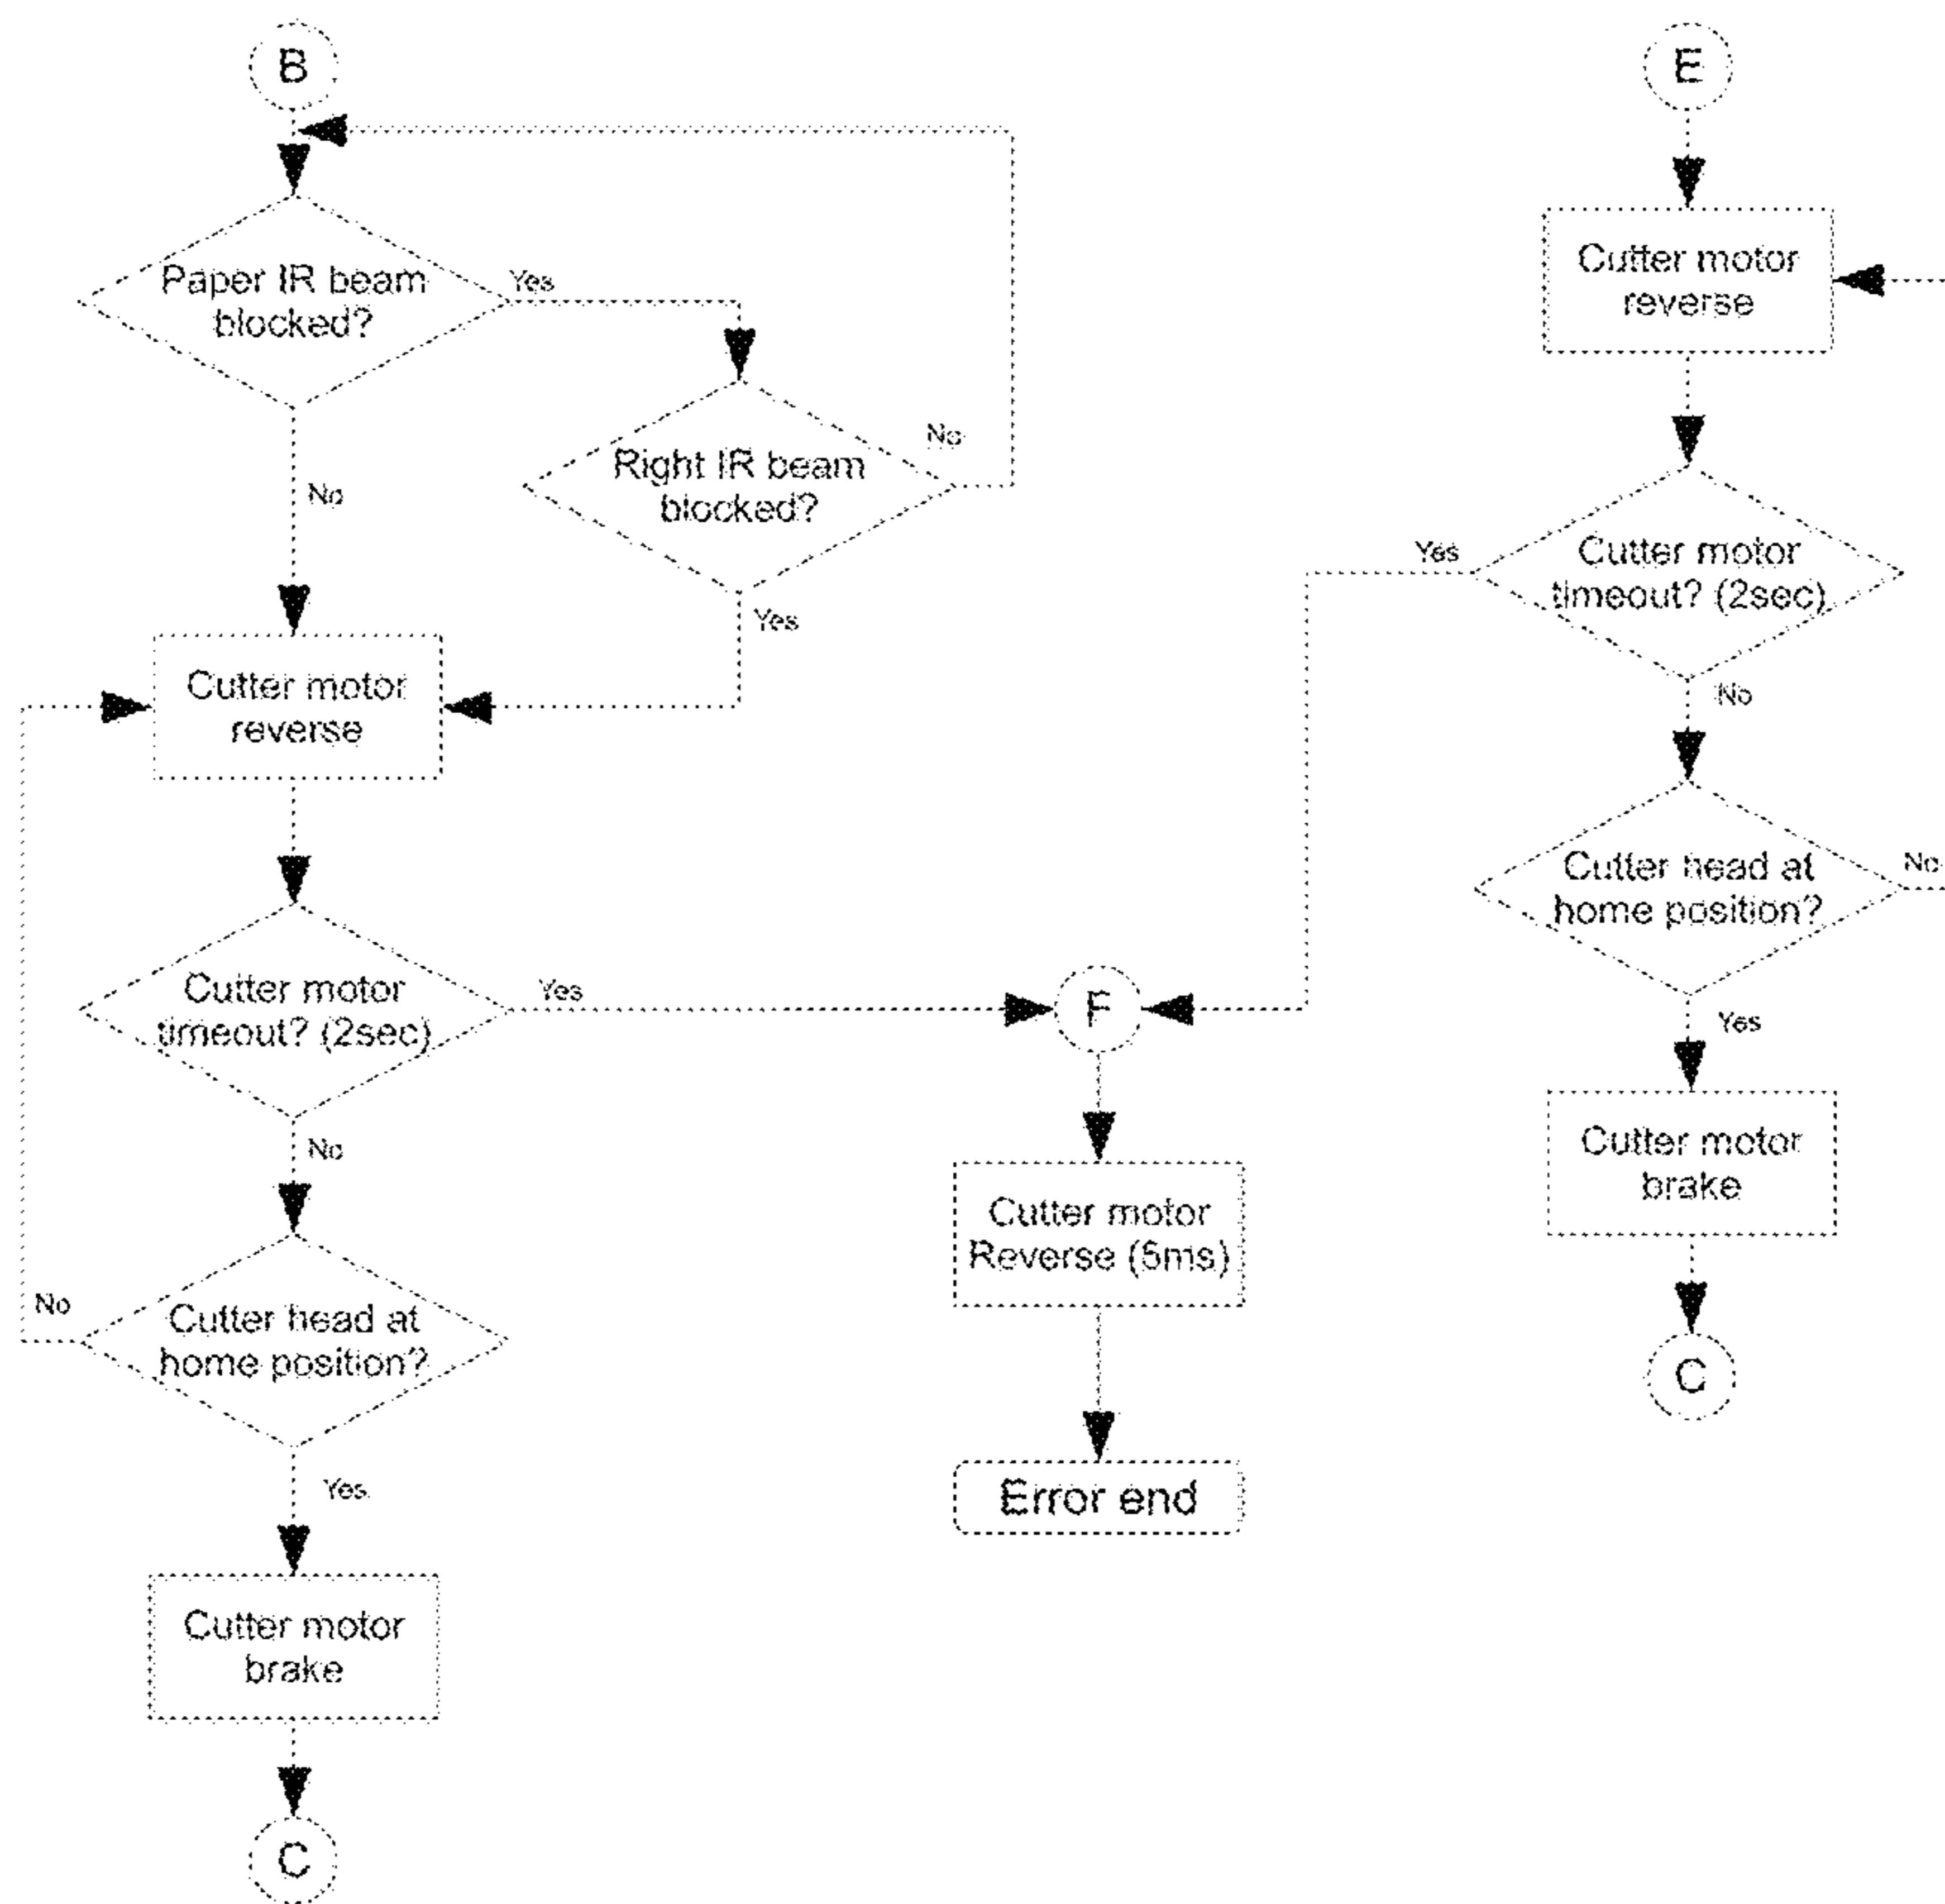 B
Paper IR beam
blocked?
Yes
Right IR beam
blocked?
No
Yes
No
Cutter motor
reverse
Cutter motor
timeout? (2sec)
Yes
No
Cutter head at
home position?
No
Yes
Cutter motor
brake
C
F
Cutter motor
Reverse (5ms)
Error end
E
Cutter motor
reverse
Cutter motor
timeout? (2sec)
Yes
No
Cutter head at
home position?
No
Yes
Cutter motor
brake
C